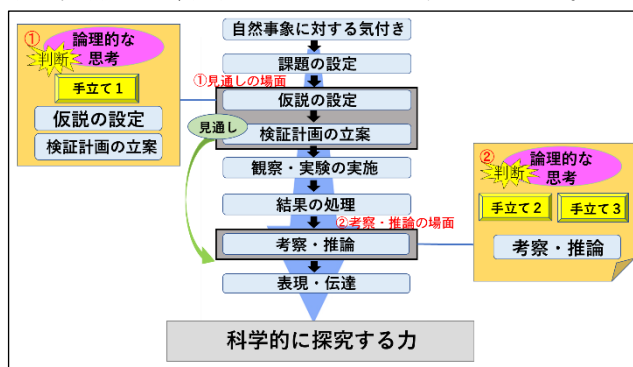 ①
論理的な
思考
判断
手立て１
仮説の設定
検証計画の立案
自然事象に対する気付き
課題の設定
①見通しの場面
仮説の設定
検証計画の立案
見通し
観察・実験の実施
結果の処理
②考察・推論の場面
考察・推論
表現・伝達
科学的に探究する力
②
論理的な
思考
判断
手立て２
手立て３
考察・推論